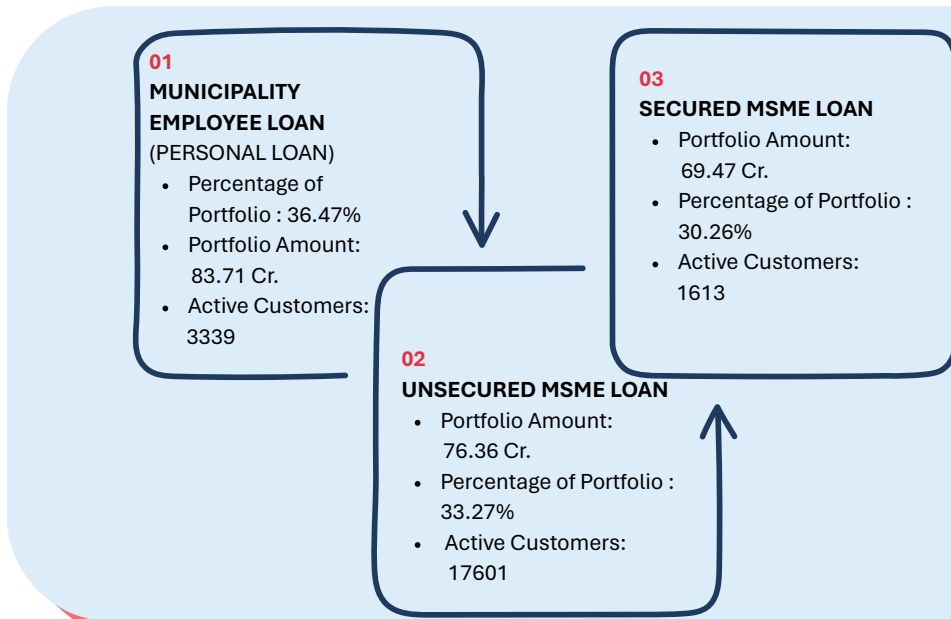 01
MUNICIPALITY
EMPLOYEE LOAN
(PERSONAL LOAN)
• Percentage of
Portfolio : 36.47%
• Portfolio Amount:
83.71 Cr.
• Active Customers:
3339
02
UNSECURED MSME LOAN
• Portfolio Amount:
76.36 Cr.
• Percentage of Portfolio :
33.27%
• Active Customers:
17601
03
SECURED MSME LOAN
• Portfolio Amount:
69.47 Cr.
• Percentage of Portfolio :
30.26%
• Active Customers:
1613